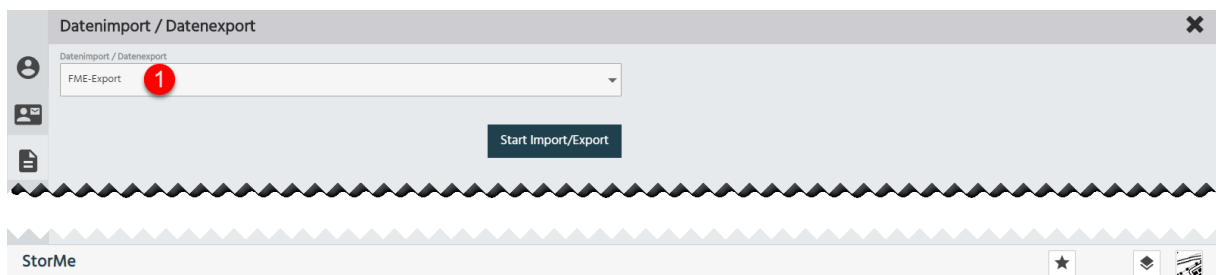 Datenimport / Datenexport
Datenimport / Datenexport
FME-Export 1
Start Import/Export
StorMe